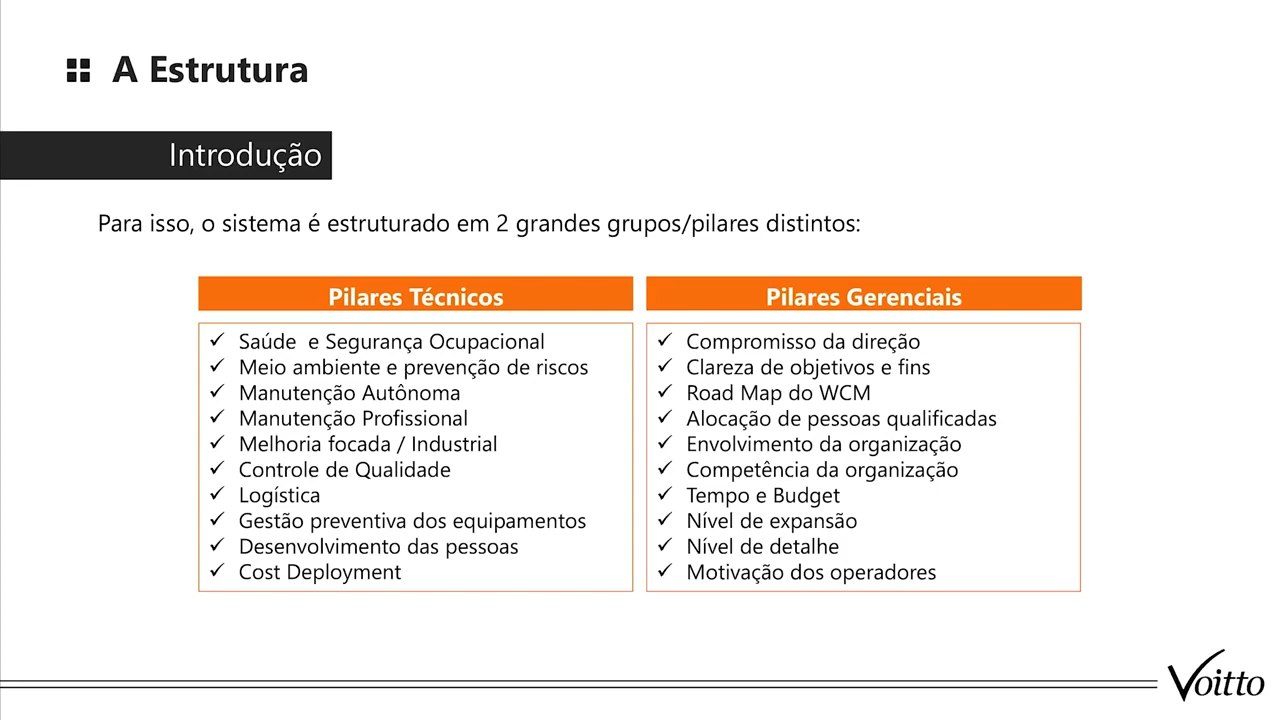 A Estrutura
Introdução
Para isso, o sistema é estruturado em 2 grandes grupos/pilares distintos:
Pilares Técnicos
Saúde e Segurança Ocupacional
Meio ambiente e prevenção de riscos
Manutenção Autônoma
Manutenção Profissional
Melhoria focada / Industrial
Controle de Qualidade
Logística
Gestão preventiva dos equipamentos
Desenvolvimento das pessoas
Cost Deployment
Pilares Gerenciais
Compromisso da direção
Clareza de objetivos e fins
Road Map do WCM
Alocação de pessoas qualificadas
Envolvimento da organização
Competência da organização
Tempo e Budget
Nível de expansão
Nível de detalhe
Motivação dos operadores
Voitto